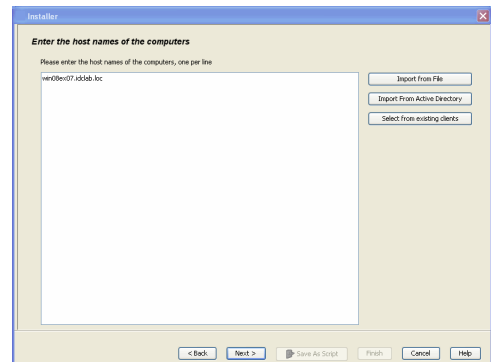 Installer
Enter the host names of the computers
Please enter the host names of the computers, one per line
win08ex07.idclab.loc
Import from File
Import From Active Directory
Select from existing clients
< Back Next > Save As Script Finish Cancel Help